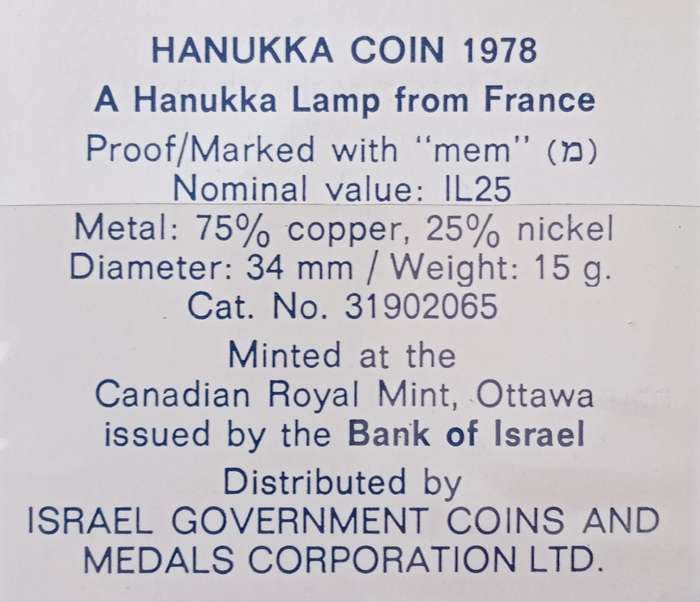 HANUKKA COIN 1978
A Hanukka Lamp from France
Proof/Marked with "mem" (מ)
Nominal value: IL25
Metal: 75% copper, 25% nickel
Diameter: 34 mm / Weight: 15 g.
Cat. No. 31902065
Minted at the
Canadian Royal Mint, Ottawa
issued by the Bank of Israel
Distributed by
ISRAEL GOVERNMENT COINS AND
MEDALS CORPORATION LTD.